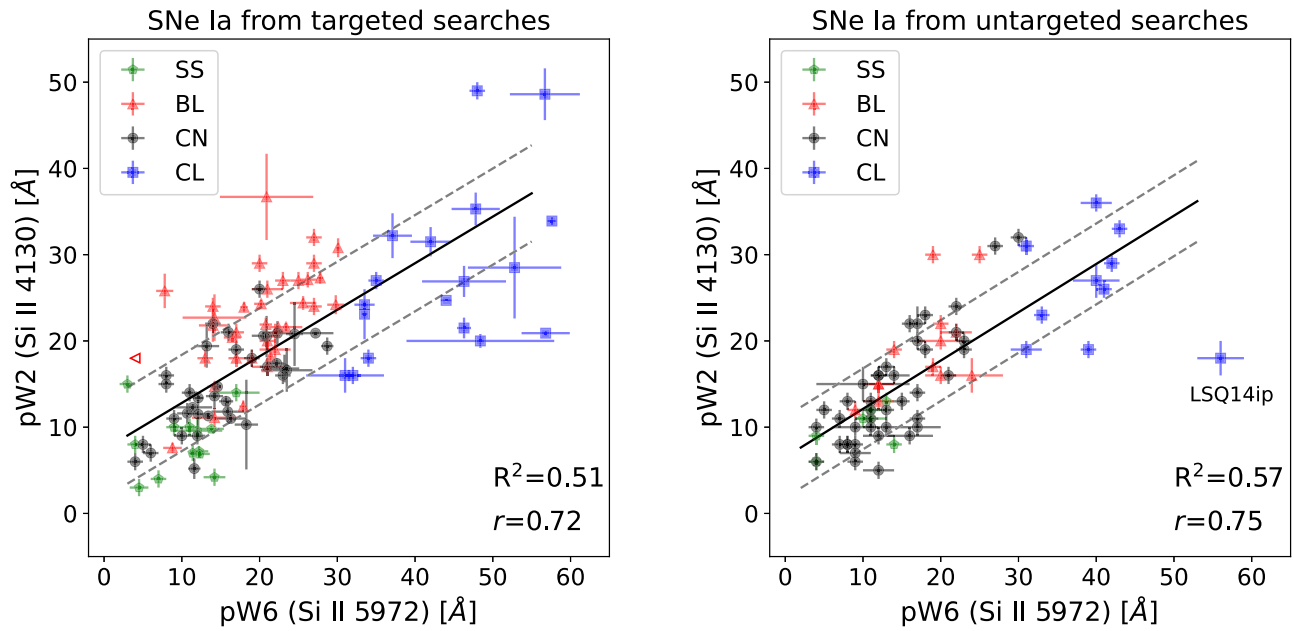 SNe Ia from targeted searches
SS
BL
CN
CL
50
40
30
20
10
0
pW2 (Si II 4130) [Å]
R²=0.51
r=0.72
0 10 20 30 40 50 60
pW6 (Si II 5972) [Å]
SNe Ia from untargeted searches
SS
BL
CN
CL
50
40
30
20
10
0
pW2 (Si II 4130) [Å]
LSQ14ip
R²=0.57
r=0.75
0 10 20 30 40 50 60
pW6 (Si II 5972) [Å]